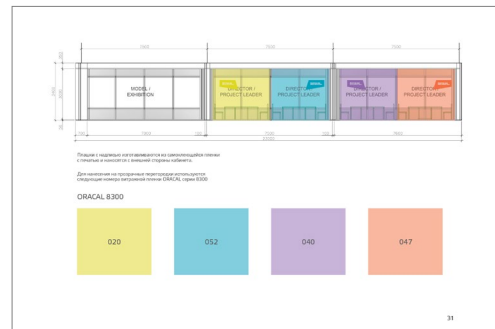 MODEL /
EXHIBITION
DIRECTOR /
PROJECT LEADER
DIRECTOR /
PROJECT LEADER
DIRECTOR /
PROJECT LEADER
DIRECTOR /
PROJECT LEADER
Плашки с надписью изготавливаются из самоклеящейся пленки
с печатью и наносятся с внешней стороны кабинета.
Для нанесения на прозрачные перегородки используются
следующие номера витражной пленки ORACAL серии 8300
ORACAL 8300
020
052
040
047
31